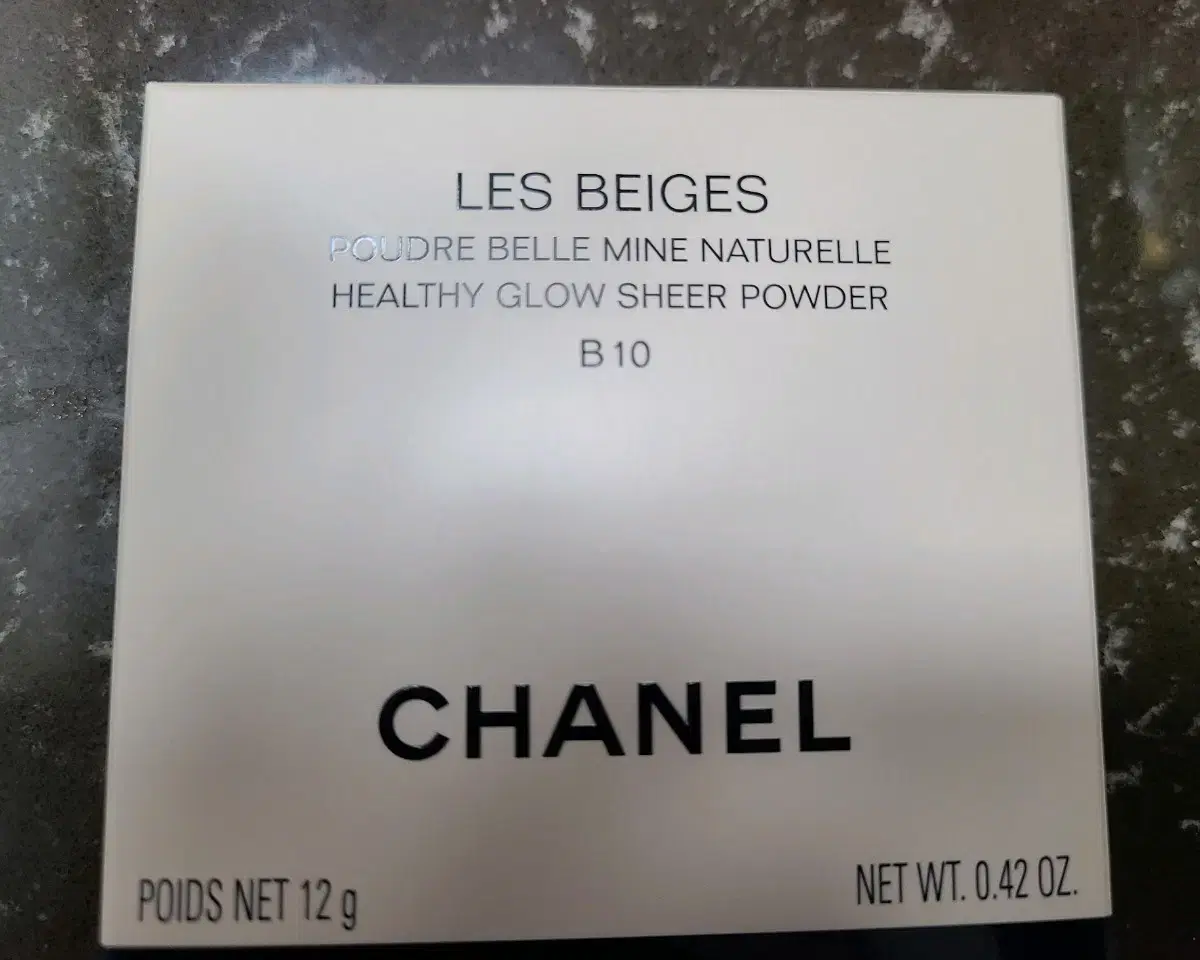 LES BEIGES
POUDRE BELLE MINE NATURELLE
HEALTHY GLOW SHEER POWDER
B10
CHANEL
POIDS NET 12 g
NET WT. 0.42 OZ.